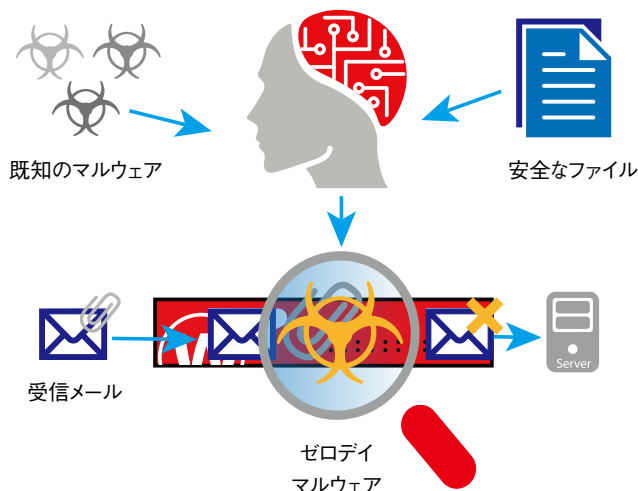 既知のマルウェア
安全なファイル
受信メール
Server
ゼロデイ
マルウェア